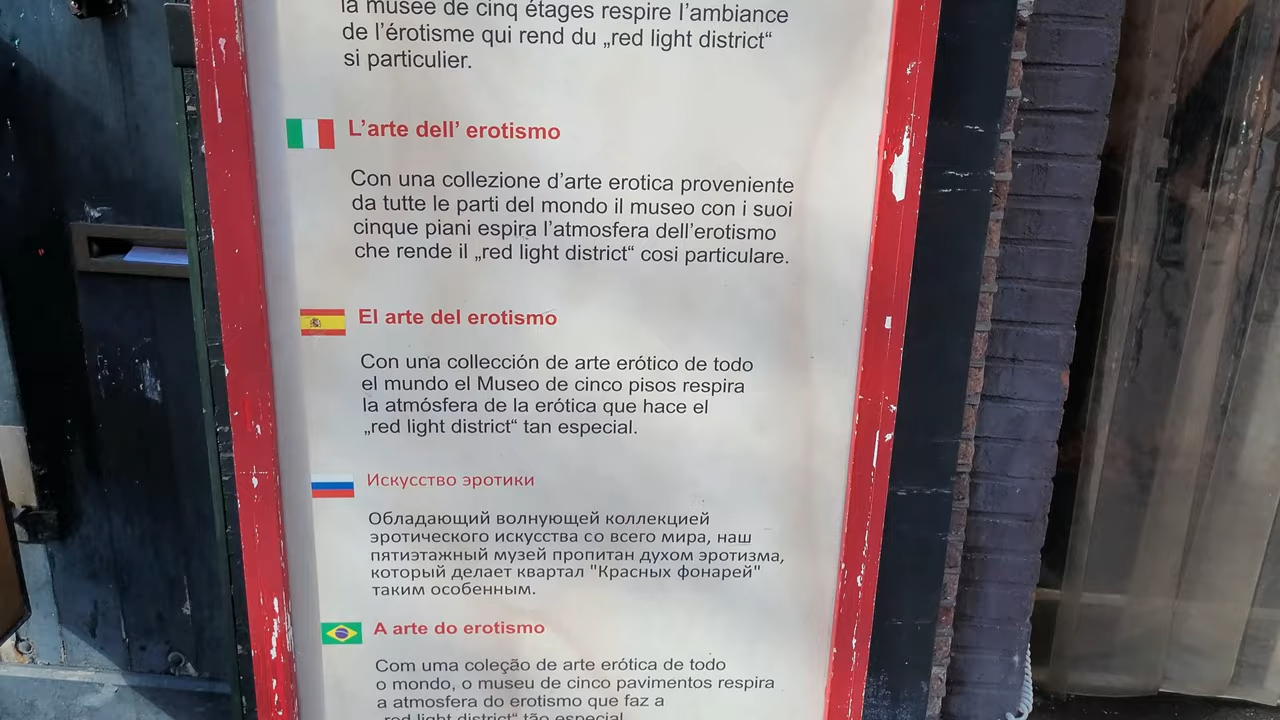 la musée de cinq étages respire l’ambiance
de l’érotisme qui rend du „red light district“
si particulier.
L’arte dell’ erotismo
Con una collezione d’arte erotica proveniente
da tutte le parti del mondo il museo con i suoi
cinque piani espira l’atmosfera dell’erotismo
che rende il „red light district“ cosi particulare.
El arte del erotismo
Con una collección de arte erótico de todo
el mundo el Museo de cinco pisos respira
la atmósfera de la erótica que hace el
„red light district“ tan especial.
Искусство эротики
Обладающий волнующей коллекцией
эротического искусства со всего мира, наш
пятиэтажный музей пропитан духом эротизма,
который делает квартал "Красных фонарей"
таким особенным.
A arte do erotismo
Com uma coleção de arte erótica de todo
o mundo, o museu de cinco pavimentos respira
a atmosfera do erotismo que faz a
„red light district“ tão especial.